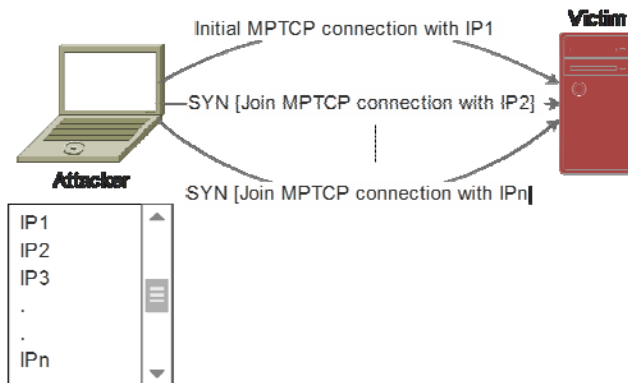 Victim
Initial MPTCP connection with IP1
SYN [Join MPTCP connection with IP2]
Attacker
SYN [Join MPTCP connection with IPn]
IP1
IP2
IP3
.
.
IPn